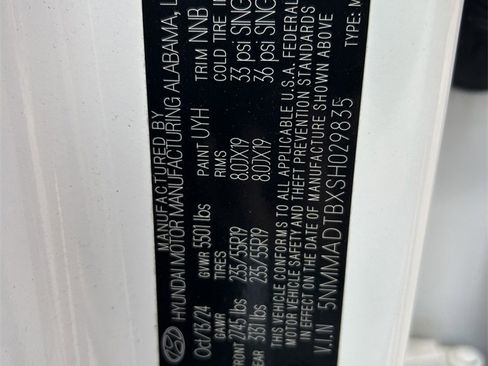 MANUFACTURED BY
HYUNDAI MOTOR MANUFACTURING ALABAMA, L
Oct/13/24 GVWR 5501 lbs PAINT UYH TRIM NNB
GAWR TIRES RIMS COLD TIRE IN
FRONT 2745 lbs 235/55R19 8.0JX19 33 psi SING
REAR 3131 lbs 235/55R19 8.0JX19 36 psi SING
THIS VEHICLE CONFORMS TO ALL APPLICABLE U.S.A. FEDERAL
MOTOR VEHICLE SAFETY AND THEFT PREVENTION STANDARDS
IN EFFECT ON THE DATE OF MANUFACTURE SHOWN ABOVE
V.I.N 5NMMADTBXSH029835 TYPE: M